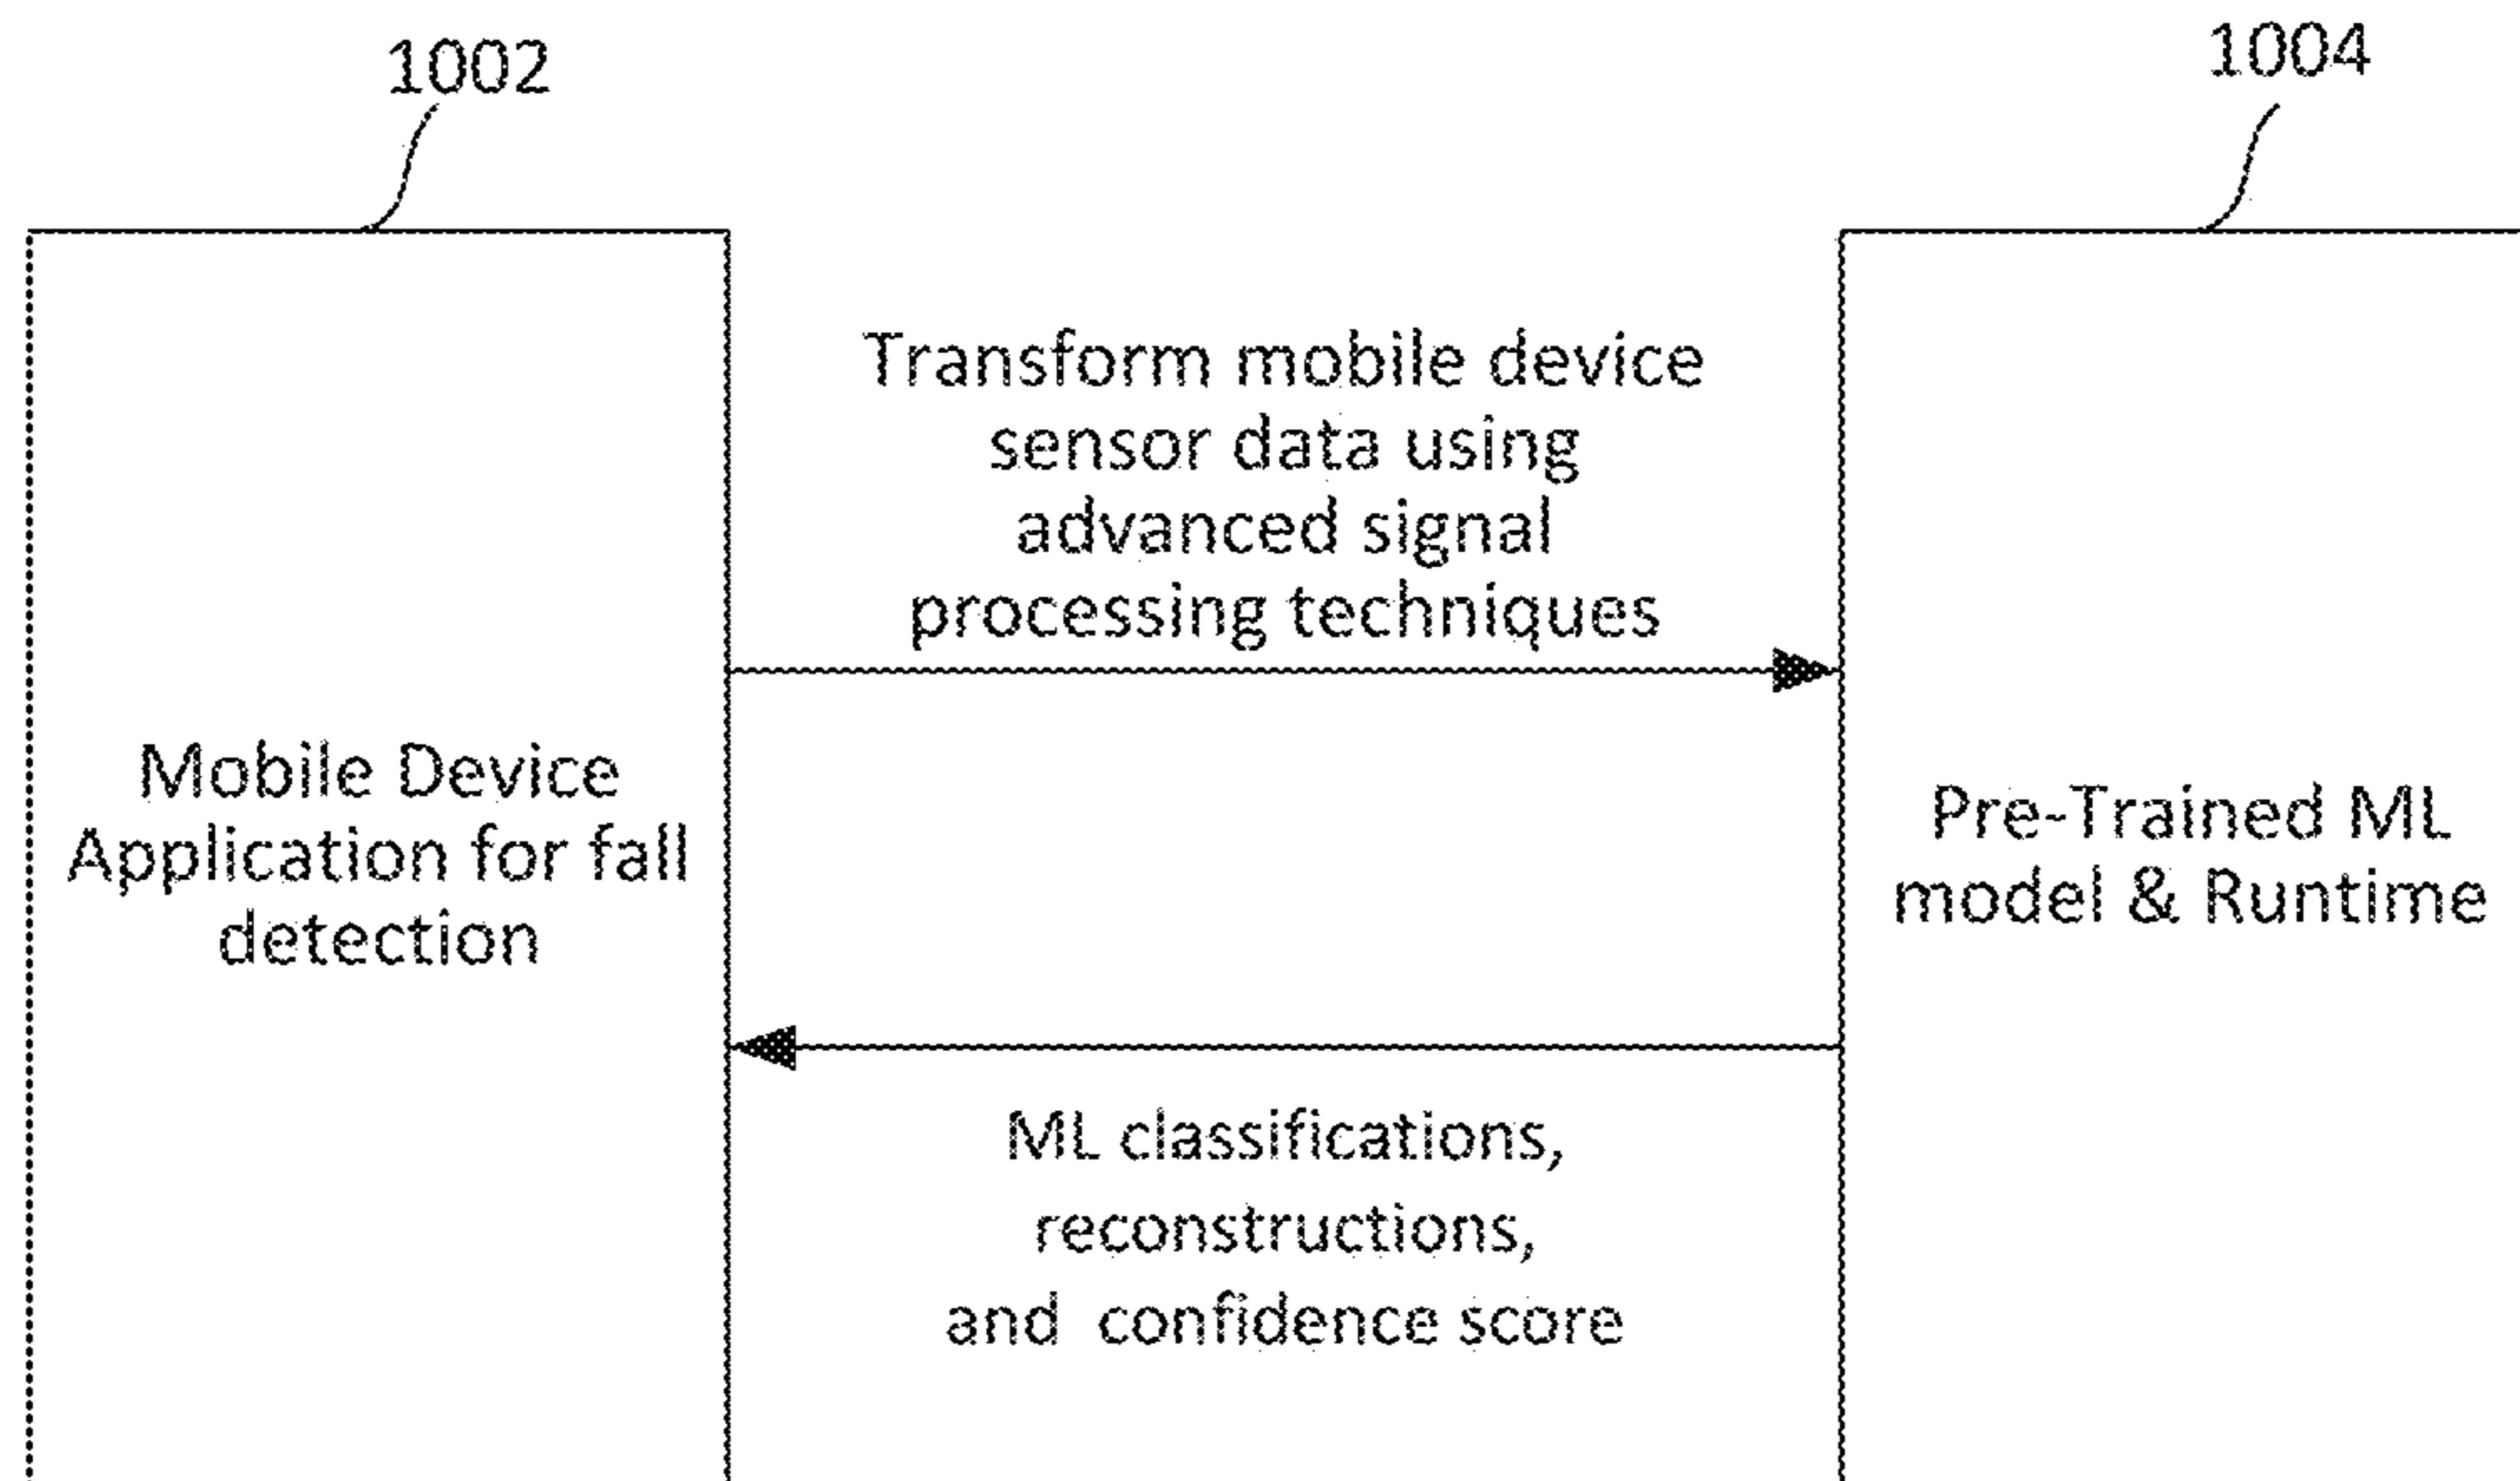 1002
1004
Transform mobile device
sensor data using
advanced signal
processing techniques
Mobile Device
Application for fall
detection
Pre-Trained ML
model & Runtime
ML classifications,
reconstructions,
and confidence score